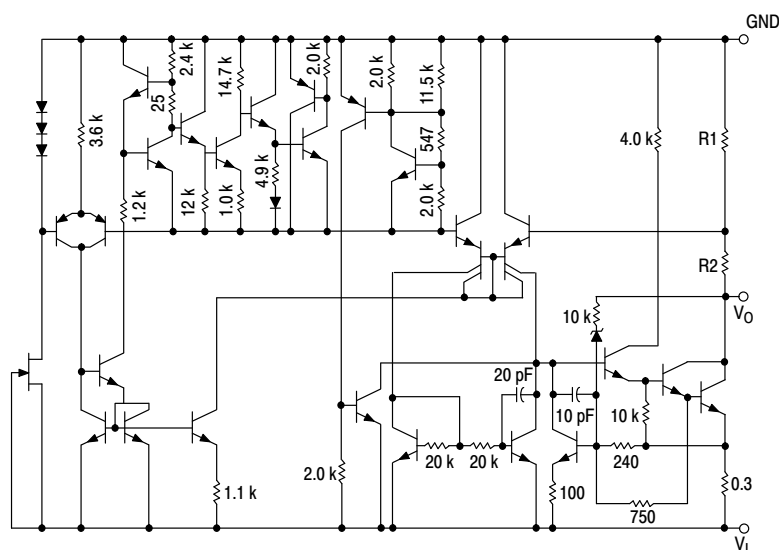 GND
2.4 k
25
3.6 k
14.7 k
2.0 k
2.0 k
11.5 k
547
4.0 k
R1
1.2 k
12 k
1.0 k
4.9 k
2.0 k
R2
10 k
VO
20 pF
10 pF
10 k
20 k
20 k
240
2.0 k
1.1 k
100
750
0.3
VI